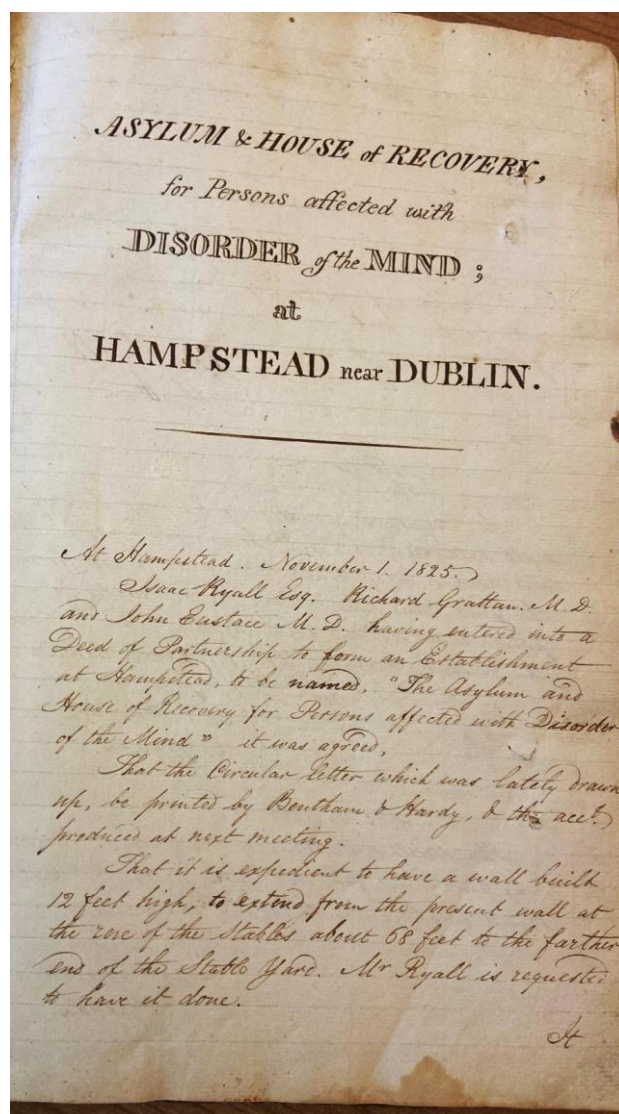 ASYLUM & HOUSE of RECOVERY,
for Persons affected with
DISORDER of the MIND ;
at
HAMPSTEAD near DUBLIN.
At Hampstead. November 1. 1825.
Isaac Ryall Esq. Richard Grattan. M. D.
and John Eustace M. D. having entered into a
Deed of Partnership to form an Establishment
at Hampstead, to be named, "The Asylum and
House of Recovery for Persons affected with Disorder
of the Mind" it was agreed,
That the Circular letter which was lately drawn
up, be printed by Bentham & Hardy, & the acct.
produced at next meeting.
That it is expedient to have a wall built
12 feet high, to extend from the present wall at
the rere of the Stables about 68 feet to the farther
end of the Stable Yard. Mr Ryall is requested
to have it done.
It